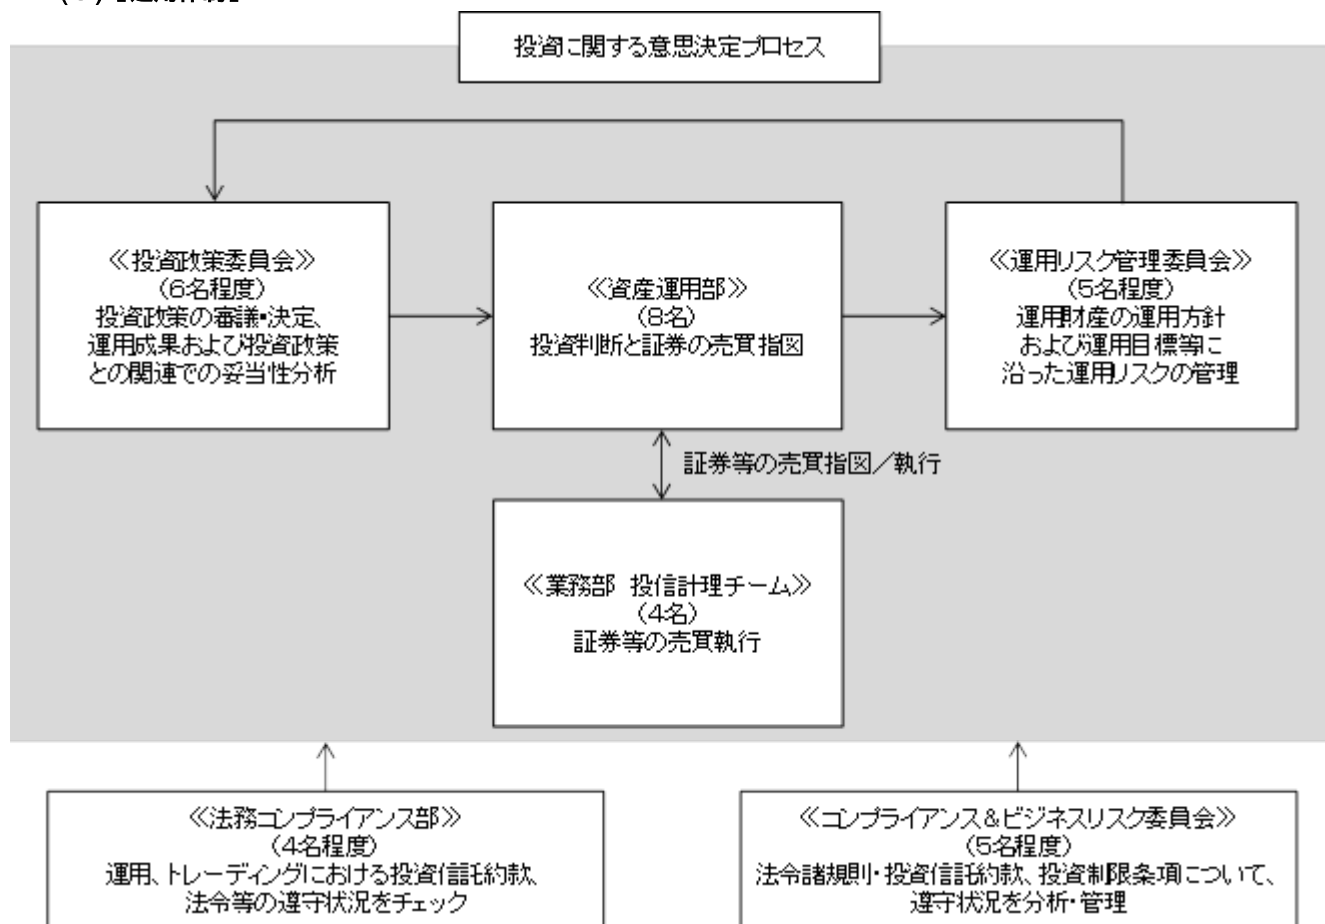 投資に関する意思決定プロセス
≪投資政策委員会≫
（6名程度）
投資政策の審議・決定、
運用成果および投資政策
との関連での妥当性分析
≪資産運用部≫
（8名）
投資判断と証券の売買指図
≪運用リスク管理委員会≫
（5名程度）
運用財産の運用方針
および運用目標等に
沿った運用リスクの管理
証券等の売買指図／執行
≪業務部　投信計理チーム≫
（4名）
証券等の売買執行
≪法務コンプライアンス部≫
（4名程度）
運用、トレーディングにおける投資信託約款、
法令等の遵守状況をチェック
≪コンプライアンス＆ビジネスリスク委員会≫
（5名程度）
法令諸規則・投資信託約款、投資制限条項について、
遵守状況を分析・管理